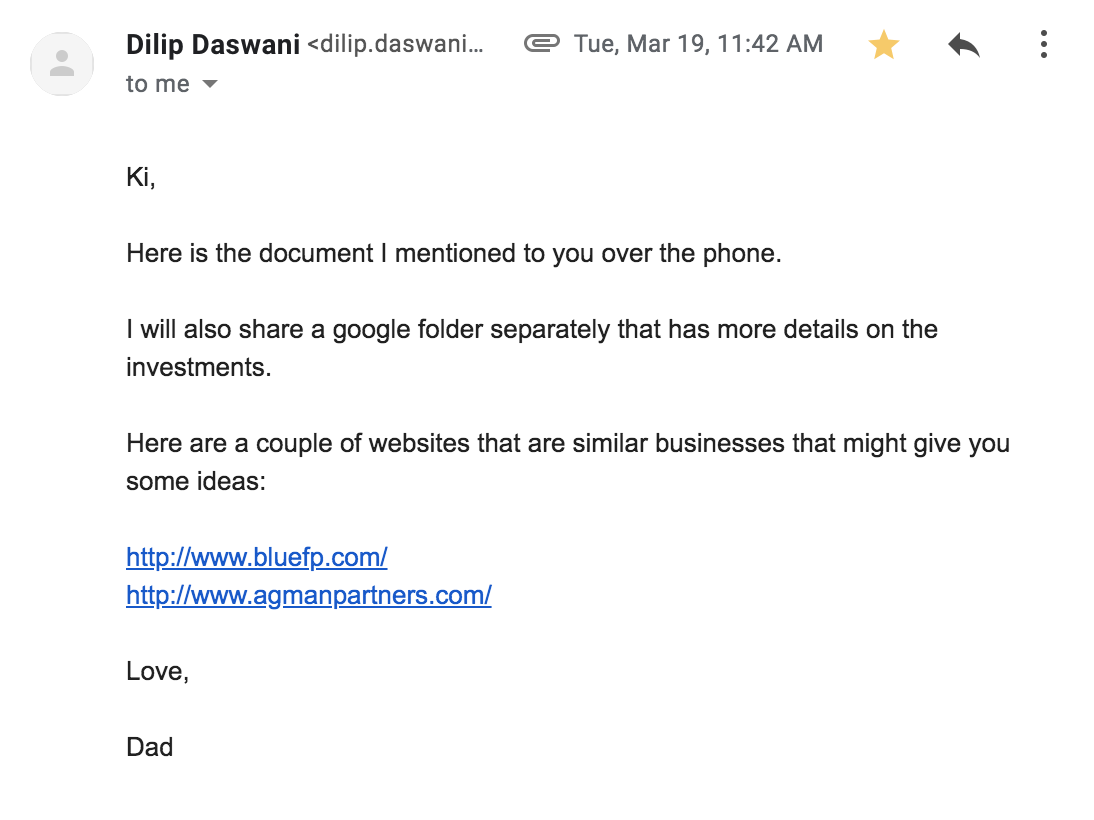 Dilip Daswani <dilip.daswani... Tue, Mar 19, 11:42 AM
to me
Ki,
Here is the document I mentioned to you over the phone.
I will also share a google folder separately that has more details on the
investments.
Here are a couple of websites that are similar businesses that might give you
some ideas:
http://www.bluefp.com/
http://www.agmanpartners.com/
Love,
Dad